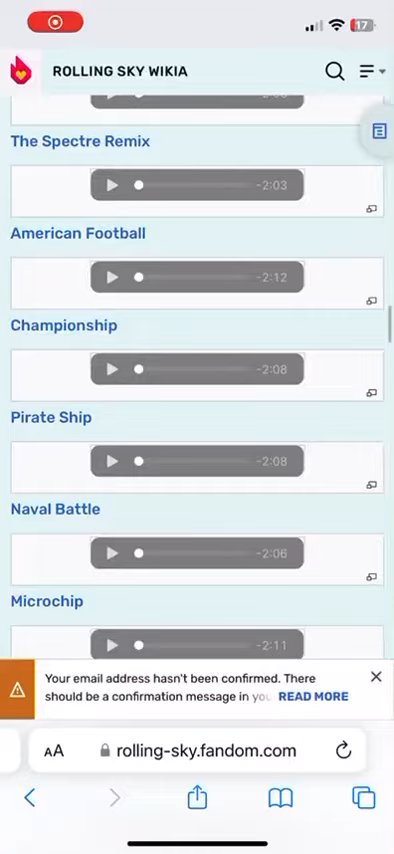 17
ROLLING SKY WIKIA
The Spectre Remix
-2:03
American Football
-2:12
Championship
-2:08
Pirate Ship
-2:08
Naval Battle
-2:06
Microchip
-2:11
Your email address hasn't been confirmed. There
should be a confirmation message in you READ MORE
AA rolling-sky.fandom.com